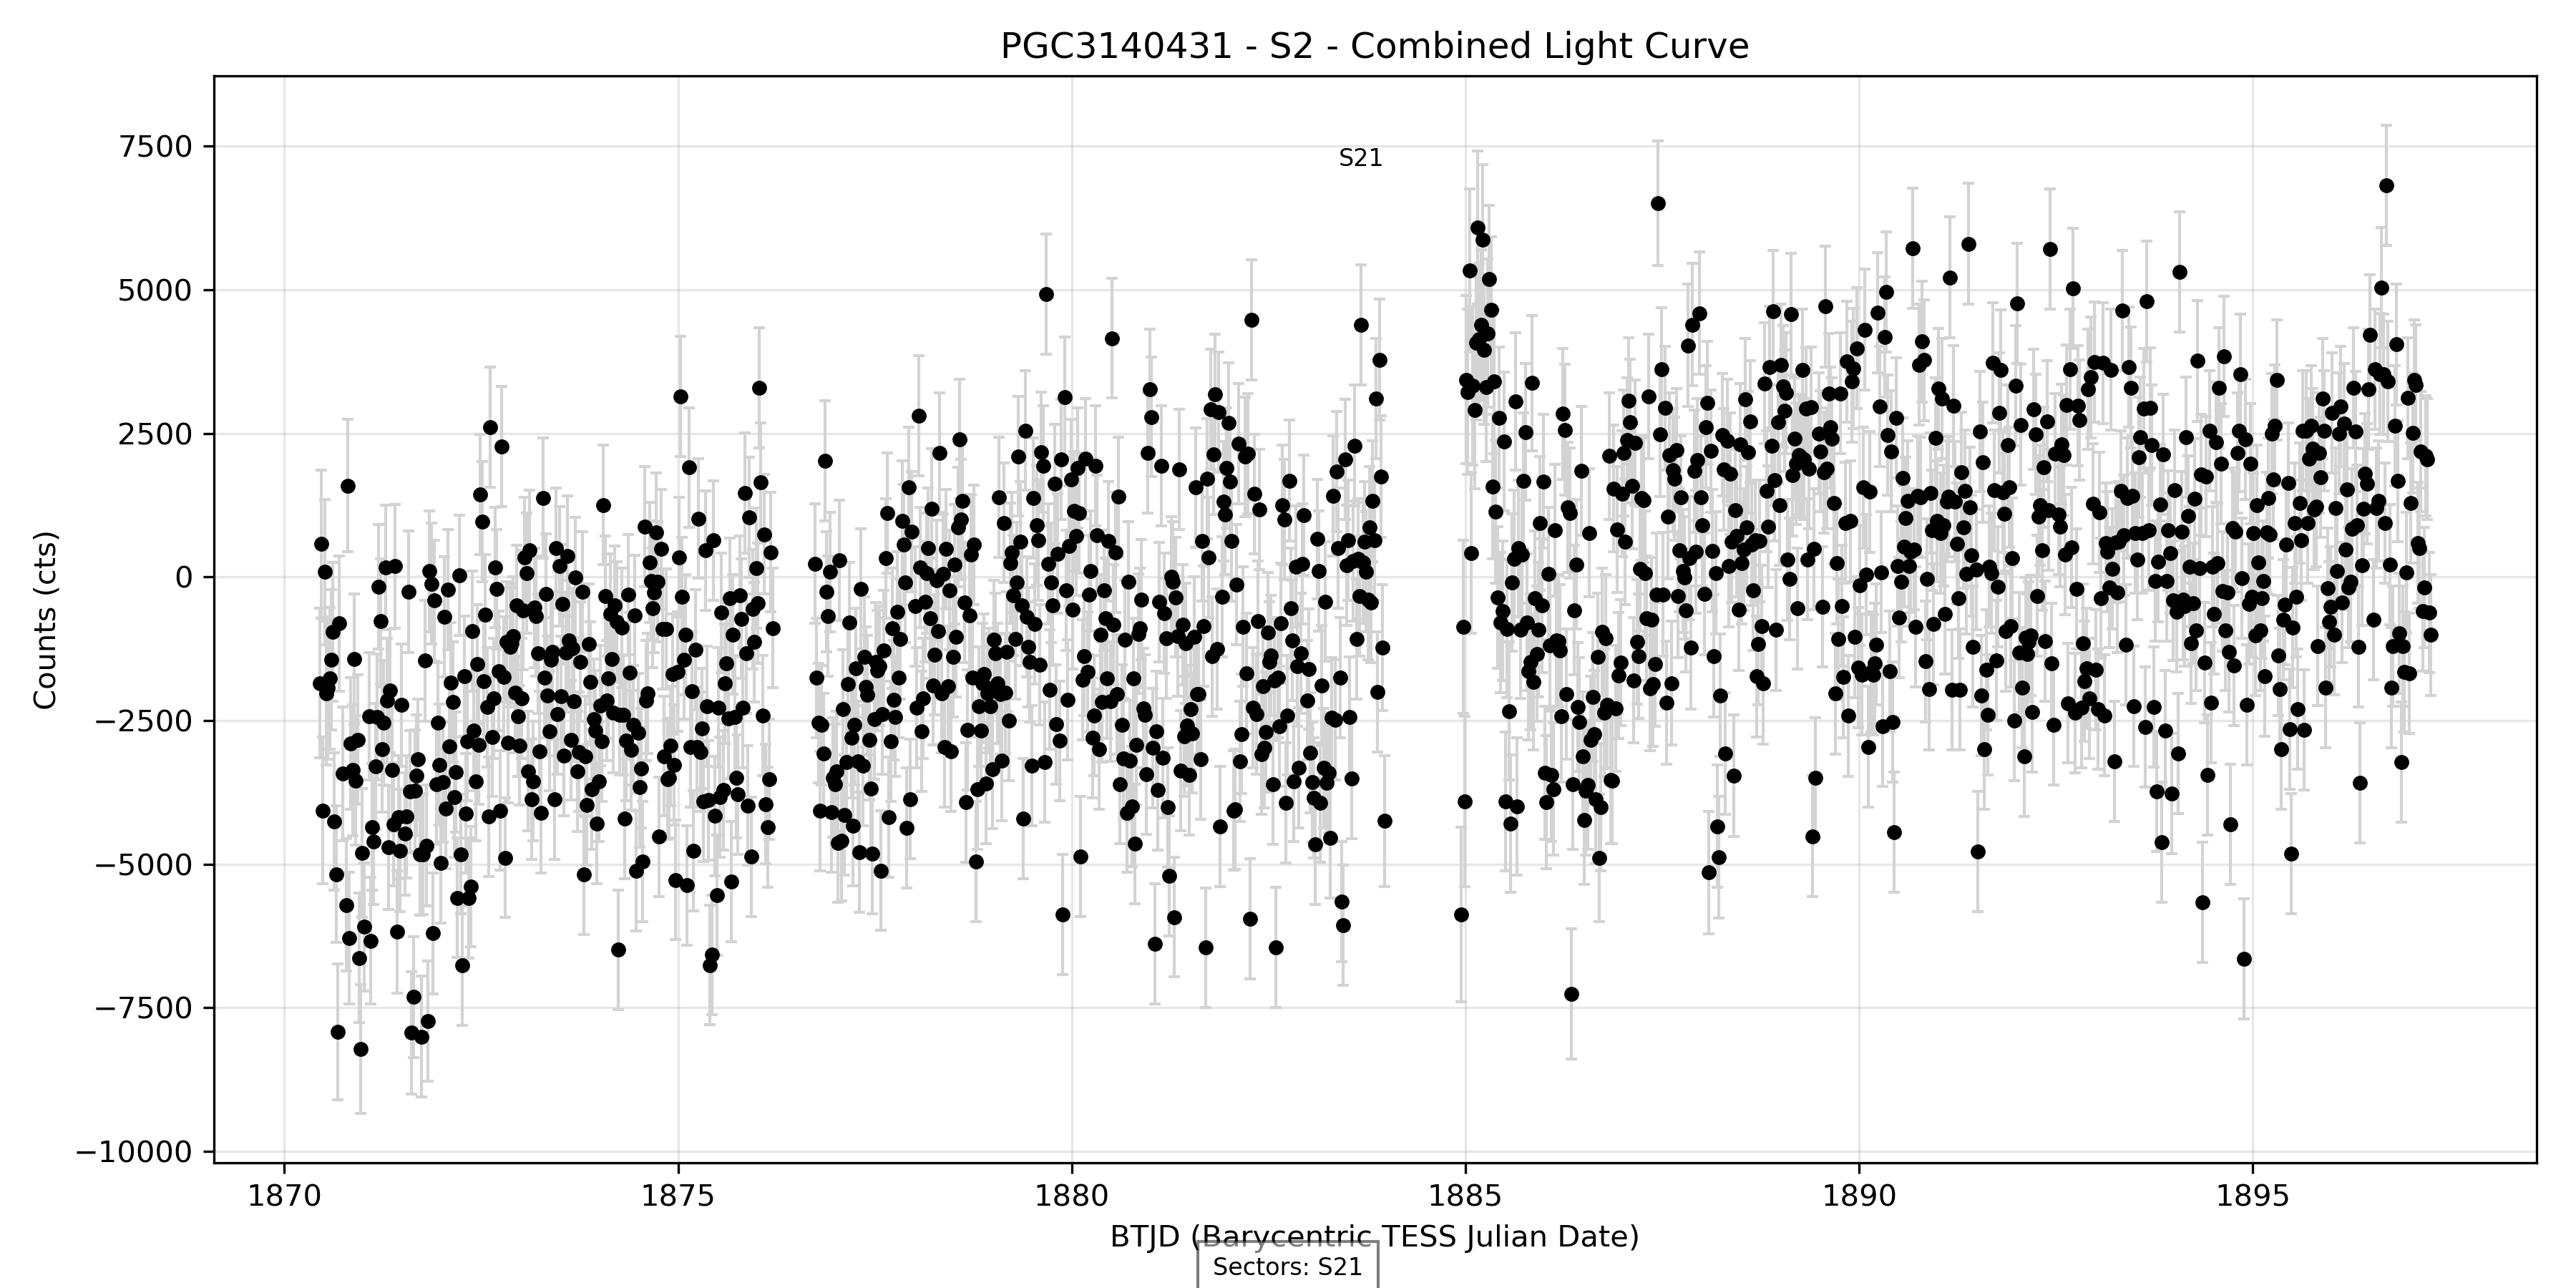 PGC3140431 - S2 - Combined Light Curve
Counts (cts)
7500
5000
2500
0
−2500
−5000
−7500
−10000
S21
1870 1875 1880 1885 1890 1895
BTJD (Barycentric TESS Julian Date)
Sectors: S21